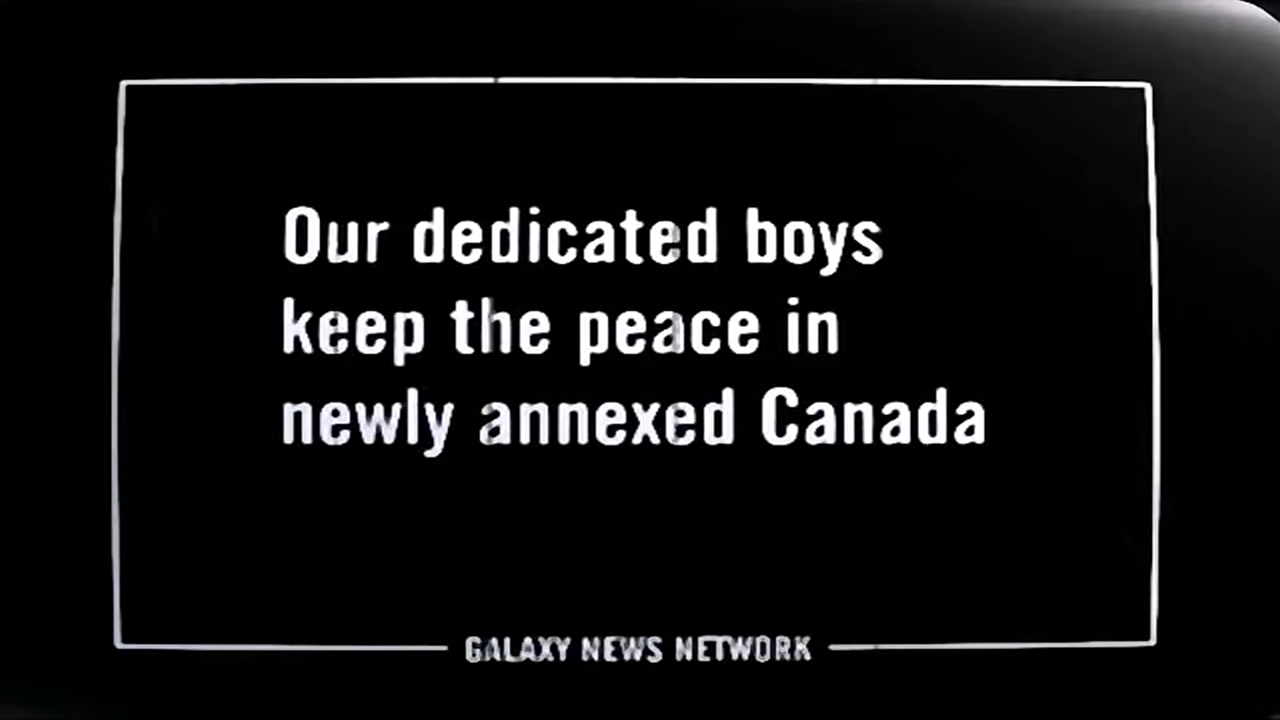 Our dedicated boys
keep the peace in
newly annexed Canada
GALAXY NEWS NETWORK